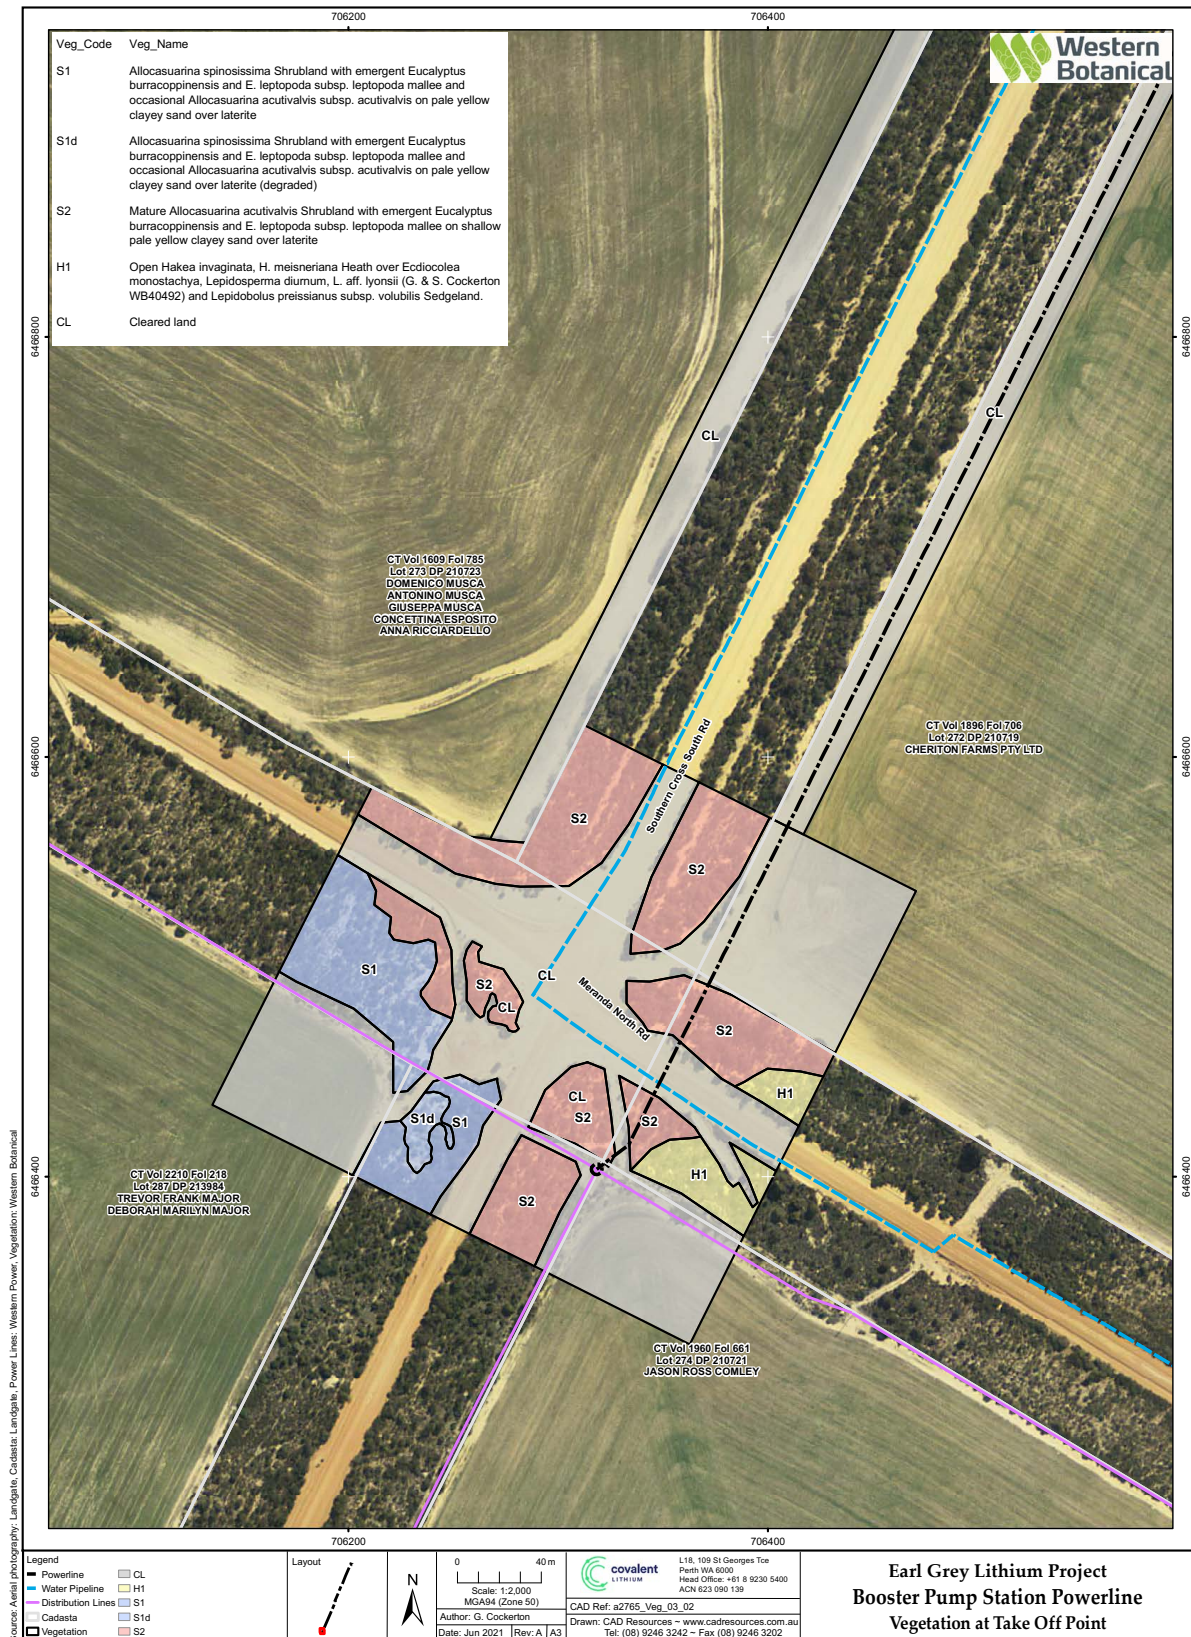 706200
706400
Western
Botanical
Veg_Code Veg_Name
S1 Allocasuarina spinosissima Shrubland with emergent Eucalyptus
burracoppinensis and E. leptopoda subsp. leptopoda mallee and
occasional Allocasuarina acutivalvis subsp. acutivalvis on pale yellow
clayey sand over laterite
S1d Allocasuarina spinosissima Shrubland with emergent Eucalyptus
burracoppinensis and E. leptopoda subsp. leptopoda mallee and
occasional Allocasuarina acutivalvis subsp. acutivalvis on pale yellow
clayey sand over laterite (degraded)
S2 Mature Allocasuarina acutivalvis Shrubland with emergent Eucalyptus
burracoppinensis and E. leptopoda subsp. leptopoda mallee on shallow
pale yellow clayey sand over laterite
H1 Open Hakea invaginata, H. meisneriana Heath over Ecdiocolea
monostachya, Lepidosperma diurnum, L. aff. lyonsii (G. & S. Cockerton
WB40492) and Lepidobolus preissianus subsp. volubilis Sedgeland.
CL Cleared land
6466800
6466800
CL
CL
CT Vol 1609 Fol 785
Lot 273 DP 210723
DOMENICO MUSCA
ANTONINO MUSCA
GIUSEPPA MUSCA
CONCETTINA ESPOSITO
ANNA RICCIARDELLO
CT Vol 1896 Fol 706
Lot 272 DP 210719
CHERITON FARMS PTY LTD
6466600
6466600
Southern Cross South Rd
S2
S2
S1
S2
CL
CL
Meranda North Rd
S2
H1
CL
S2
S2
S1d
S1
H1
S2
6466400
6466400
CT Vol 2210 Fol 218
Lot 287 DP 213984
TREVOR FRANK MAJOR
DEBORAH MARILYN MAJOR
CT Vol 1960 Fol 661
Lot 274 DP 210721
JASON ROSS COMLEY
Source: Aerial photography: Landgate, Cadasta: Landgate, Power Lines: Western Power, Vegetation: Western Botanical
706200
706400
Legend
Powerline
Water Pipeline
Distribution Lines
Cadasta
Vegetation
CL
H1
S1
S1d
S2
Layout
N
0 40 m
Scale: 1:2,000
MGA94 (Zone 50)
Author: G. Cockerton
Date: Jun 2021 Rev: A A3
covalent
LITHIUM
L18, 109 St Georges Tce
Perth WA 6000
Head Office: +61 8 9230 5400
ACN 623 090 139
CAD Ref: a2765_Veg_03_02
Drawn: CAD Resources ~ www.cadresources.com.au
Tel: (08) 9246 3242 ~ Fax (08) 9246 3202
Earl Grey Lithium Project
Booster Pump Station Powerline
Vegetation at Take Off Point